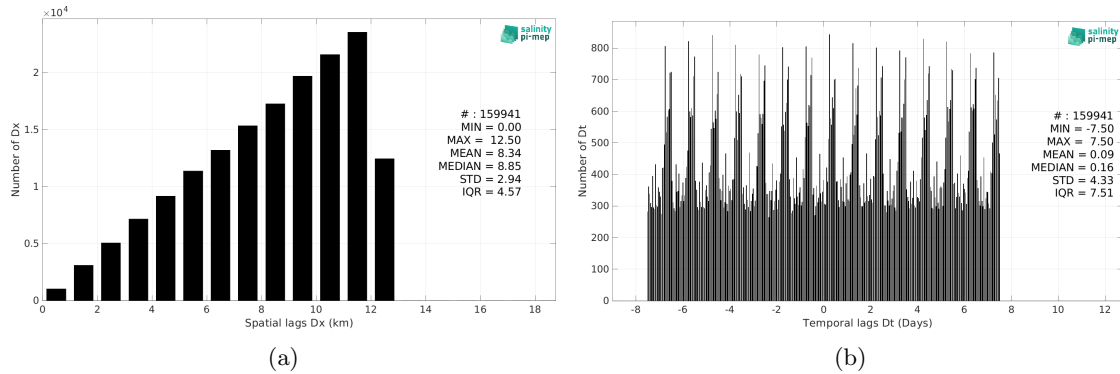 ×10⁴
2
1.5
1
0.5
0
Number of Dx
0 2 4 6 8 10 12 14 16 18
Spatial lags Dx (km)
salinity
pi-mep
# : 159941
MIN = 0.00
MAX = 12.50
MEAN = 8.34
MEDIAN = 8.85
STD = 2.94
IQR = 4.57
(a)
800
700
600
500
400
300
200
100
0
Number of Dt
-8 -6 -4 -2 0 2 4 6 8 10 12
Temporal lags Dt (Days)
salinity
pi-mep
# : 159941
MIN = -7.50
MAX = 7.50
MEAN = 0.09
MEDIAN = 0.16
STD = 4.33
IQR = 7.51
(b)